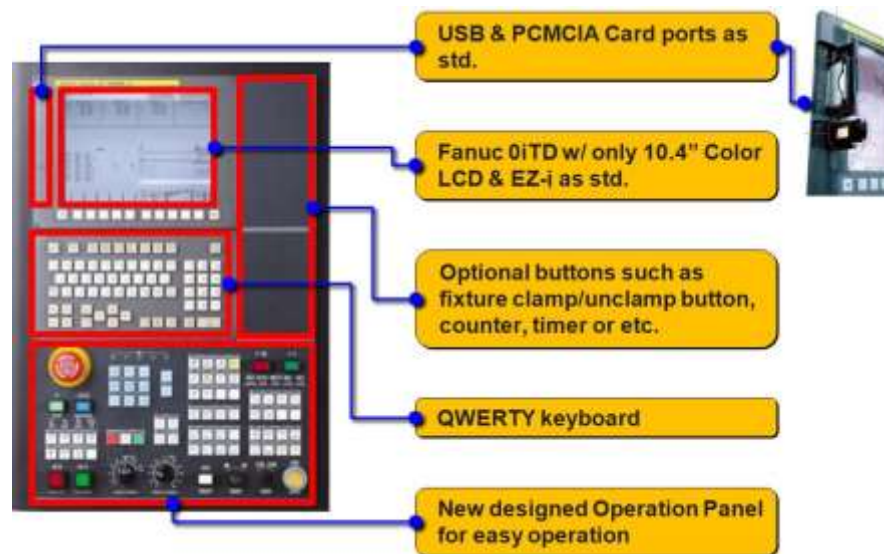 USB & PCMCIA Card ports as
std.
Fanuc 0iTD w/ only 10.4” Color
LCD & EZ-i as std.
Optional buttons such as
fixture clamp/unclamp button,
counter, timer or etc.
QWERTY keyboard
New designed Operation Panel
for easy operation